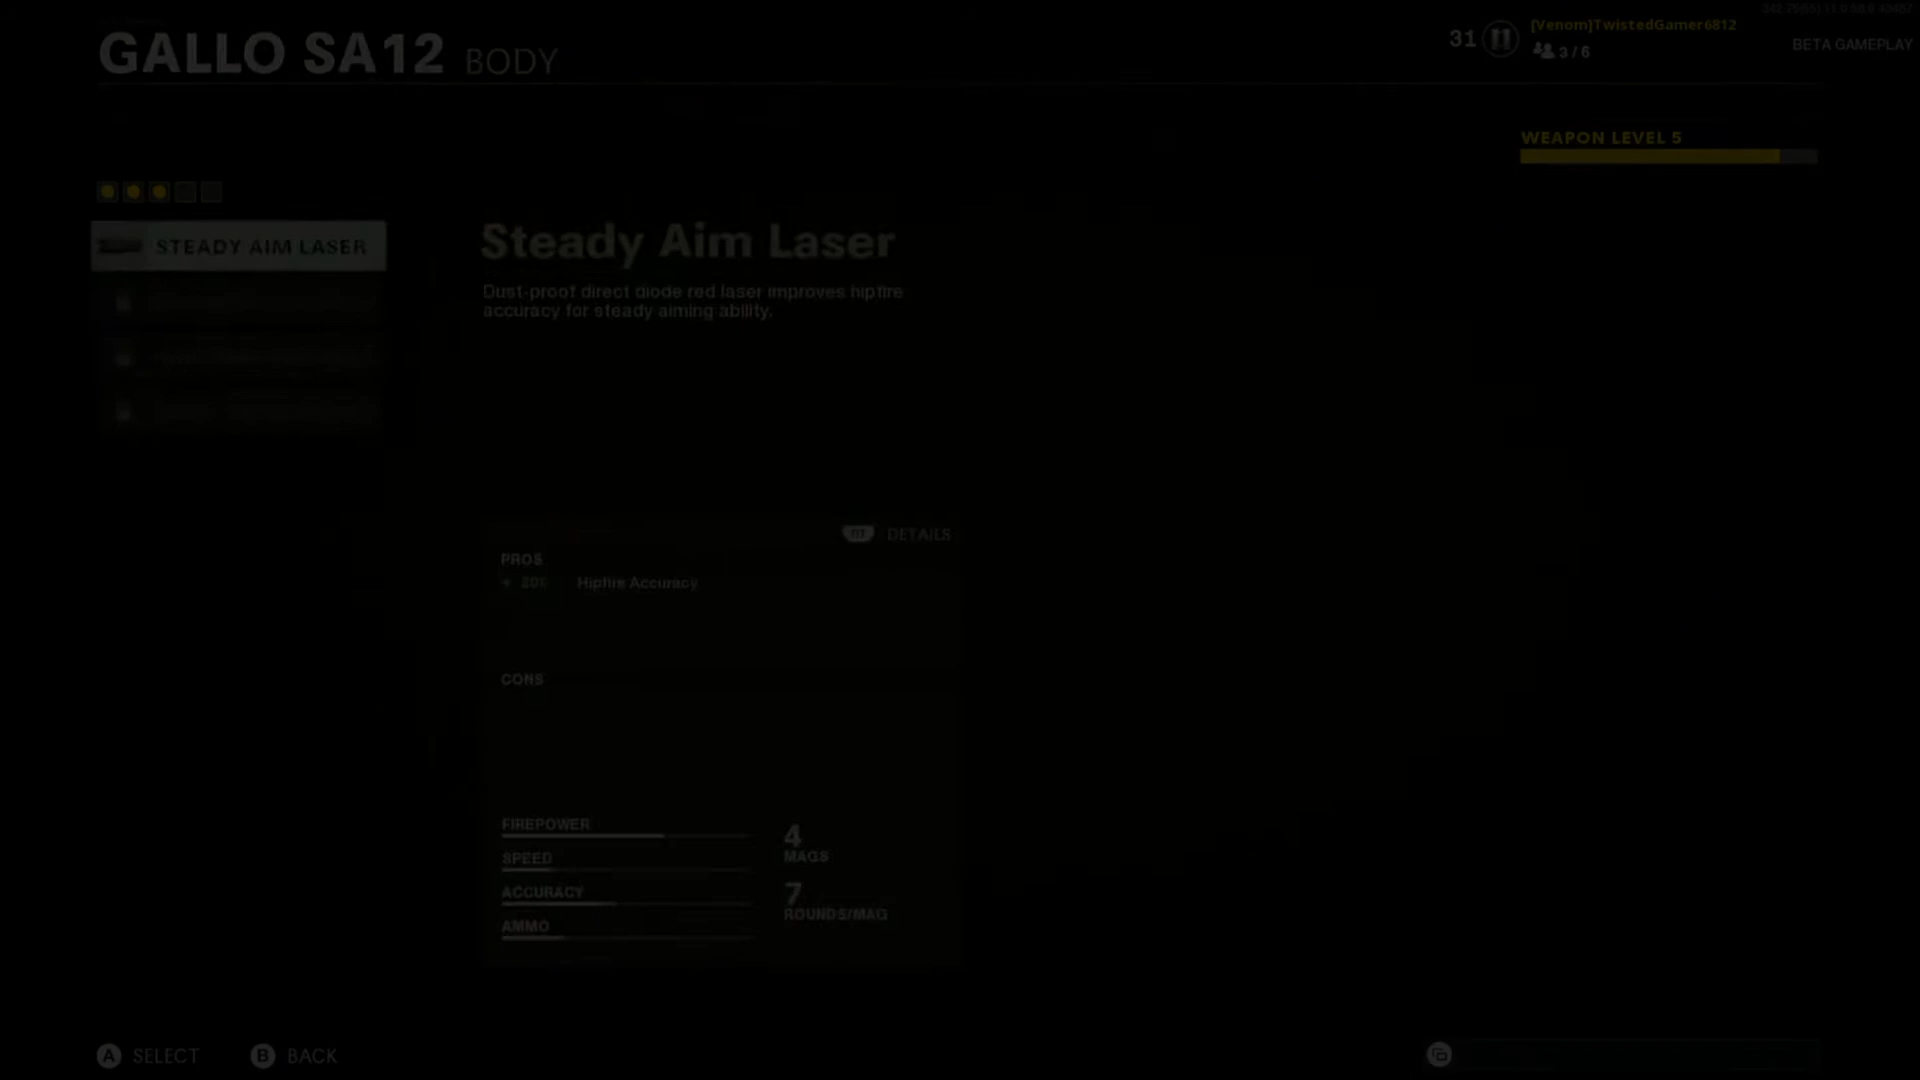 GALLO SA12 BODY
31
[Venom]TwistedGamer6812
3 / 6
BETA GAMEPLAY
WEAPON LEVEL 5
STEADY AIM LASER
Steady Aim Laser
Dust-proof direct diode red laser improves hipfire
accuracy for steady aiming ability.
DETAILS
PROS
+ 20% Hipfire Accuracy
CONS
FIREPOWER
SPEED
ACCURACY
AMMO
4
MAGS
7
ROUNDS/MAG
A SELECT
B BACK